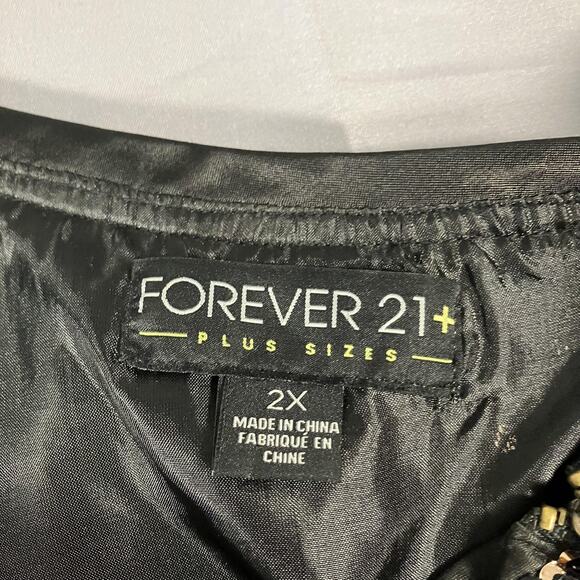 FOREVER 21+
PLUS SIZES
2X
MADE IN CHINA
FABRIQUÉ EN
CHINE